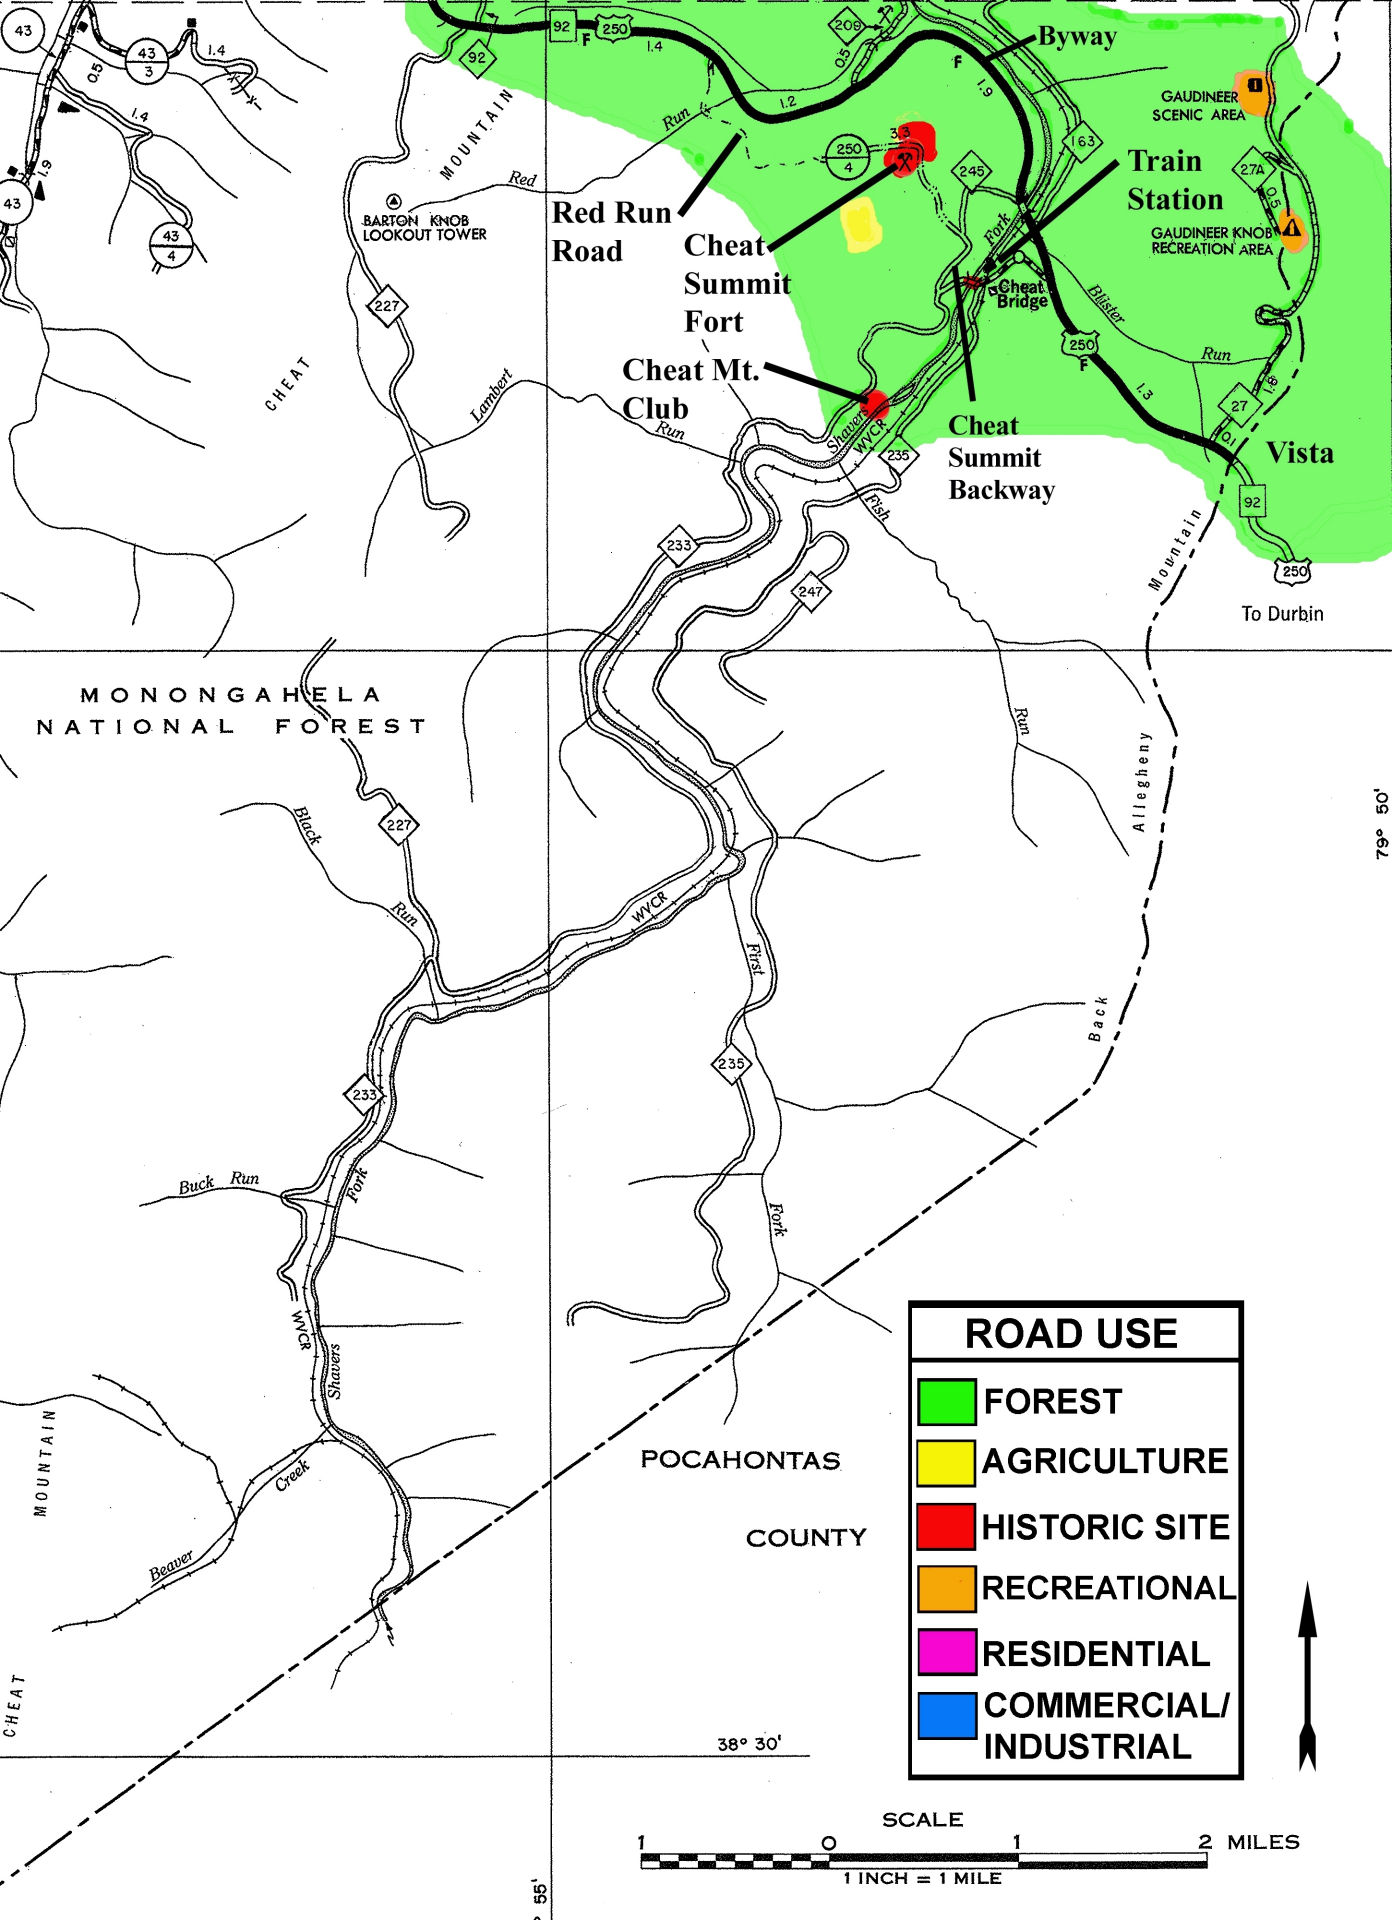 43
43
3
1.4
0.5
1.4
1.9
43
43
4
92
MOUNTAIN
BARTON KNOB
LOOKOUT TOWER
227
CHEAT
92
F
250
1.4
1.2
209
0.5
F
1.9
Byway
163
Run
Red
250
4
3.3
245
Train
Station
Red Run
Road
Cheat
Summit
Fort
Cheat Mt.
Club
Fork
Cheat
Bridge
Blister
Run
250
F
1.3
GAUDINEER
SCENIC AREA
27A
0.5
GAUDINEER KNOB
RECREATION AREA
1.8
27
0.1
Vista
92
250
To Durbin
Lambert
Run
Shavers
WVCR
235
Cheat
Summit
Backway
Fish
Run
233
247
Mountain
Allegheny
Back
79° 50'
MONONGAHELA
NATIONAL FOREST
Black
Run
227
WVCR
First
Fork
235
233
Buck Run
Fork
WVCR
Shavers
Creek
Beaver
MOUNTAIN
CHEAT
POCAHONTAS
COUNTY
38° 30'
55'
ROAD USE
FOREST
AGRICULTURE
HISTORIC SITE
RECREATIONAL
RESIDENTIAL
COMMERCIAL/
INDUSTRIAL
SCALE
1 0 1 2 MILES
1 INCH = 1 MILE